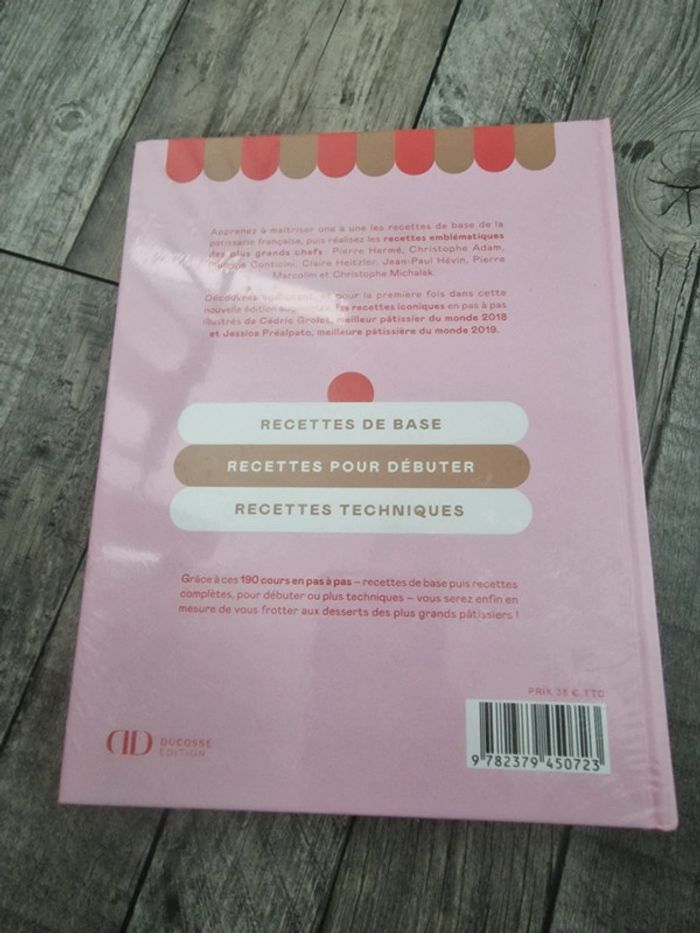 Apprenez à maîtriser une à une les recettes de base de la
pâtisserie française, puis réalisez les recettes emblématiques
des plus grands chefs : Pierre Hermé, Christophe Adam,
Philippe Conticini, Claire Heitzler, Jean-Paul Hévin, Pierre
Marcolini et Christophe Michalak.
Découvrez également, et pour la première fois dans cette
nouvelle édition augmentée, les recettes iconiques en pas à pas
illustrés de Cédric Grolet, meilleur pâtissier du monde 2018
et Jessica Préalpato, meilleure pâtissière du monde 2019.
RECETTES DE BASE
RECETTES POUR DÉBUTER
RECETTES TECHNIQUES
Grâce à ces 190 cours en pas à pas – recettes de base puis recettes
complètes, pour débuter ou plus techniques – vous serez enfin en
mesure de vous frotter aux desserts des plus grands pâtissiers !
PRIX 35 € TTC
DUCASSE
EDITION
9 782379 450723